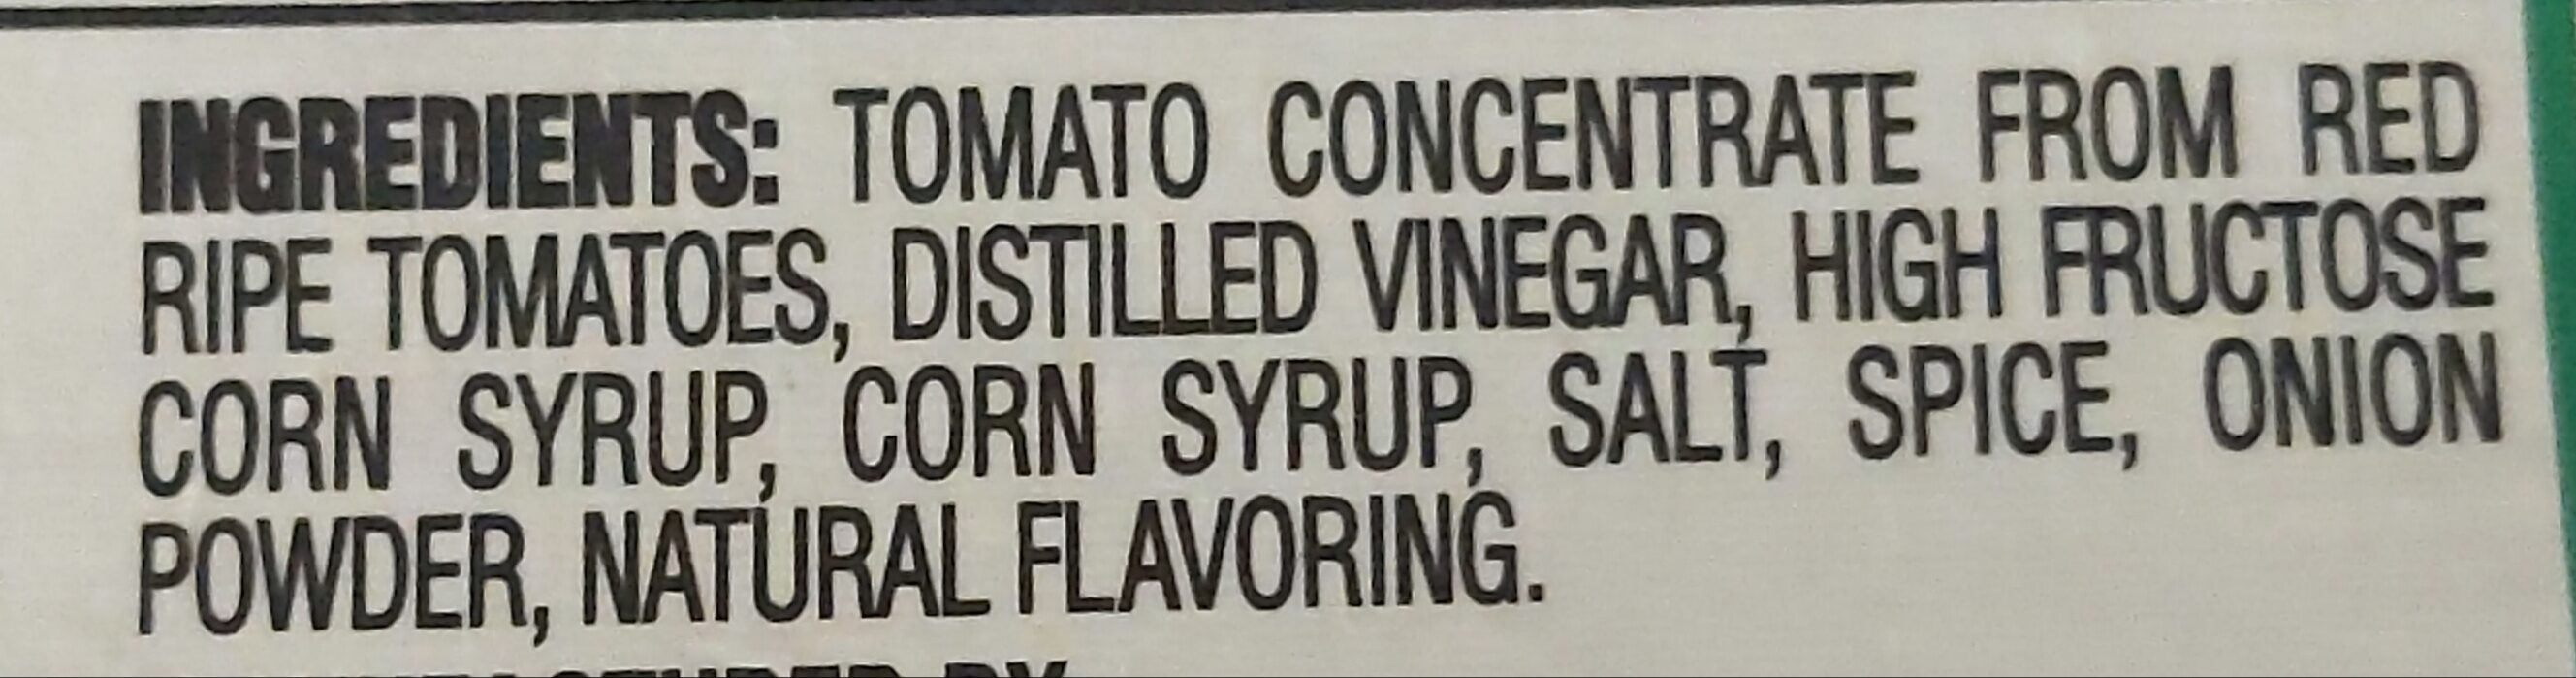 INGREDIENTS: TOMATO CONCENTRATE FROM RED
RIPE TOMATOES, DISTILLED VINEGAR, HIGH FRUCTOSE
CORN SYRUP, CORN SYRUP, SALT, SPICE, ONION
POWDER, NATURAL FLAVORING.
BY